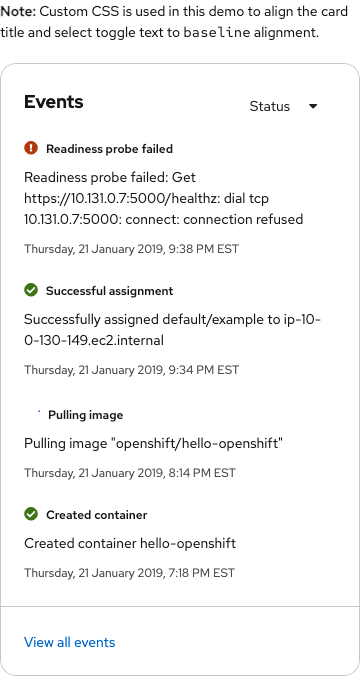 Note: Custom CSS is used in this demo to align the card
title and select toggle text to baseline alignment.
Events
Status
Readiness probe failed
Readiness probe failed: Get
https://10.131.0.7:5000/healthz: dial tcp
10.131.0.7:5000: connect: connection refused
Thursday, 21 January 2019, 9:38 PM EST
Successful assignment
Successfully assigned default/example to ip-10-
0-130-149.ec2.internal
Thursday, 21 January 2019, 9:34 PM EST
Pulling image
Pulling image "openshift/hello-openshift"
Thursday, 21 January 2019, 8:14 PM EST
Created container
Created container hello-openshift
Thursday, 21 January 2019, 7:18 PM EST
View all events